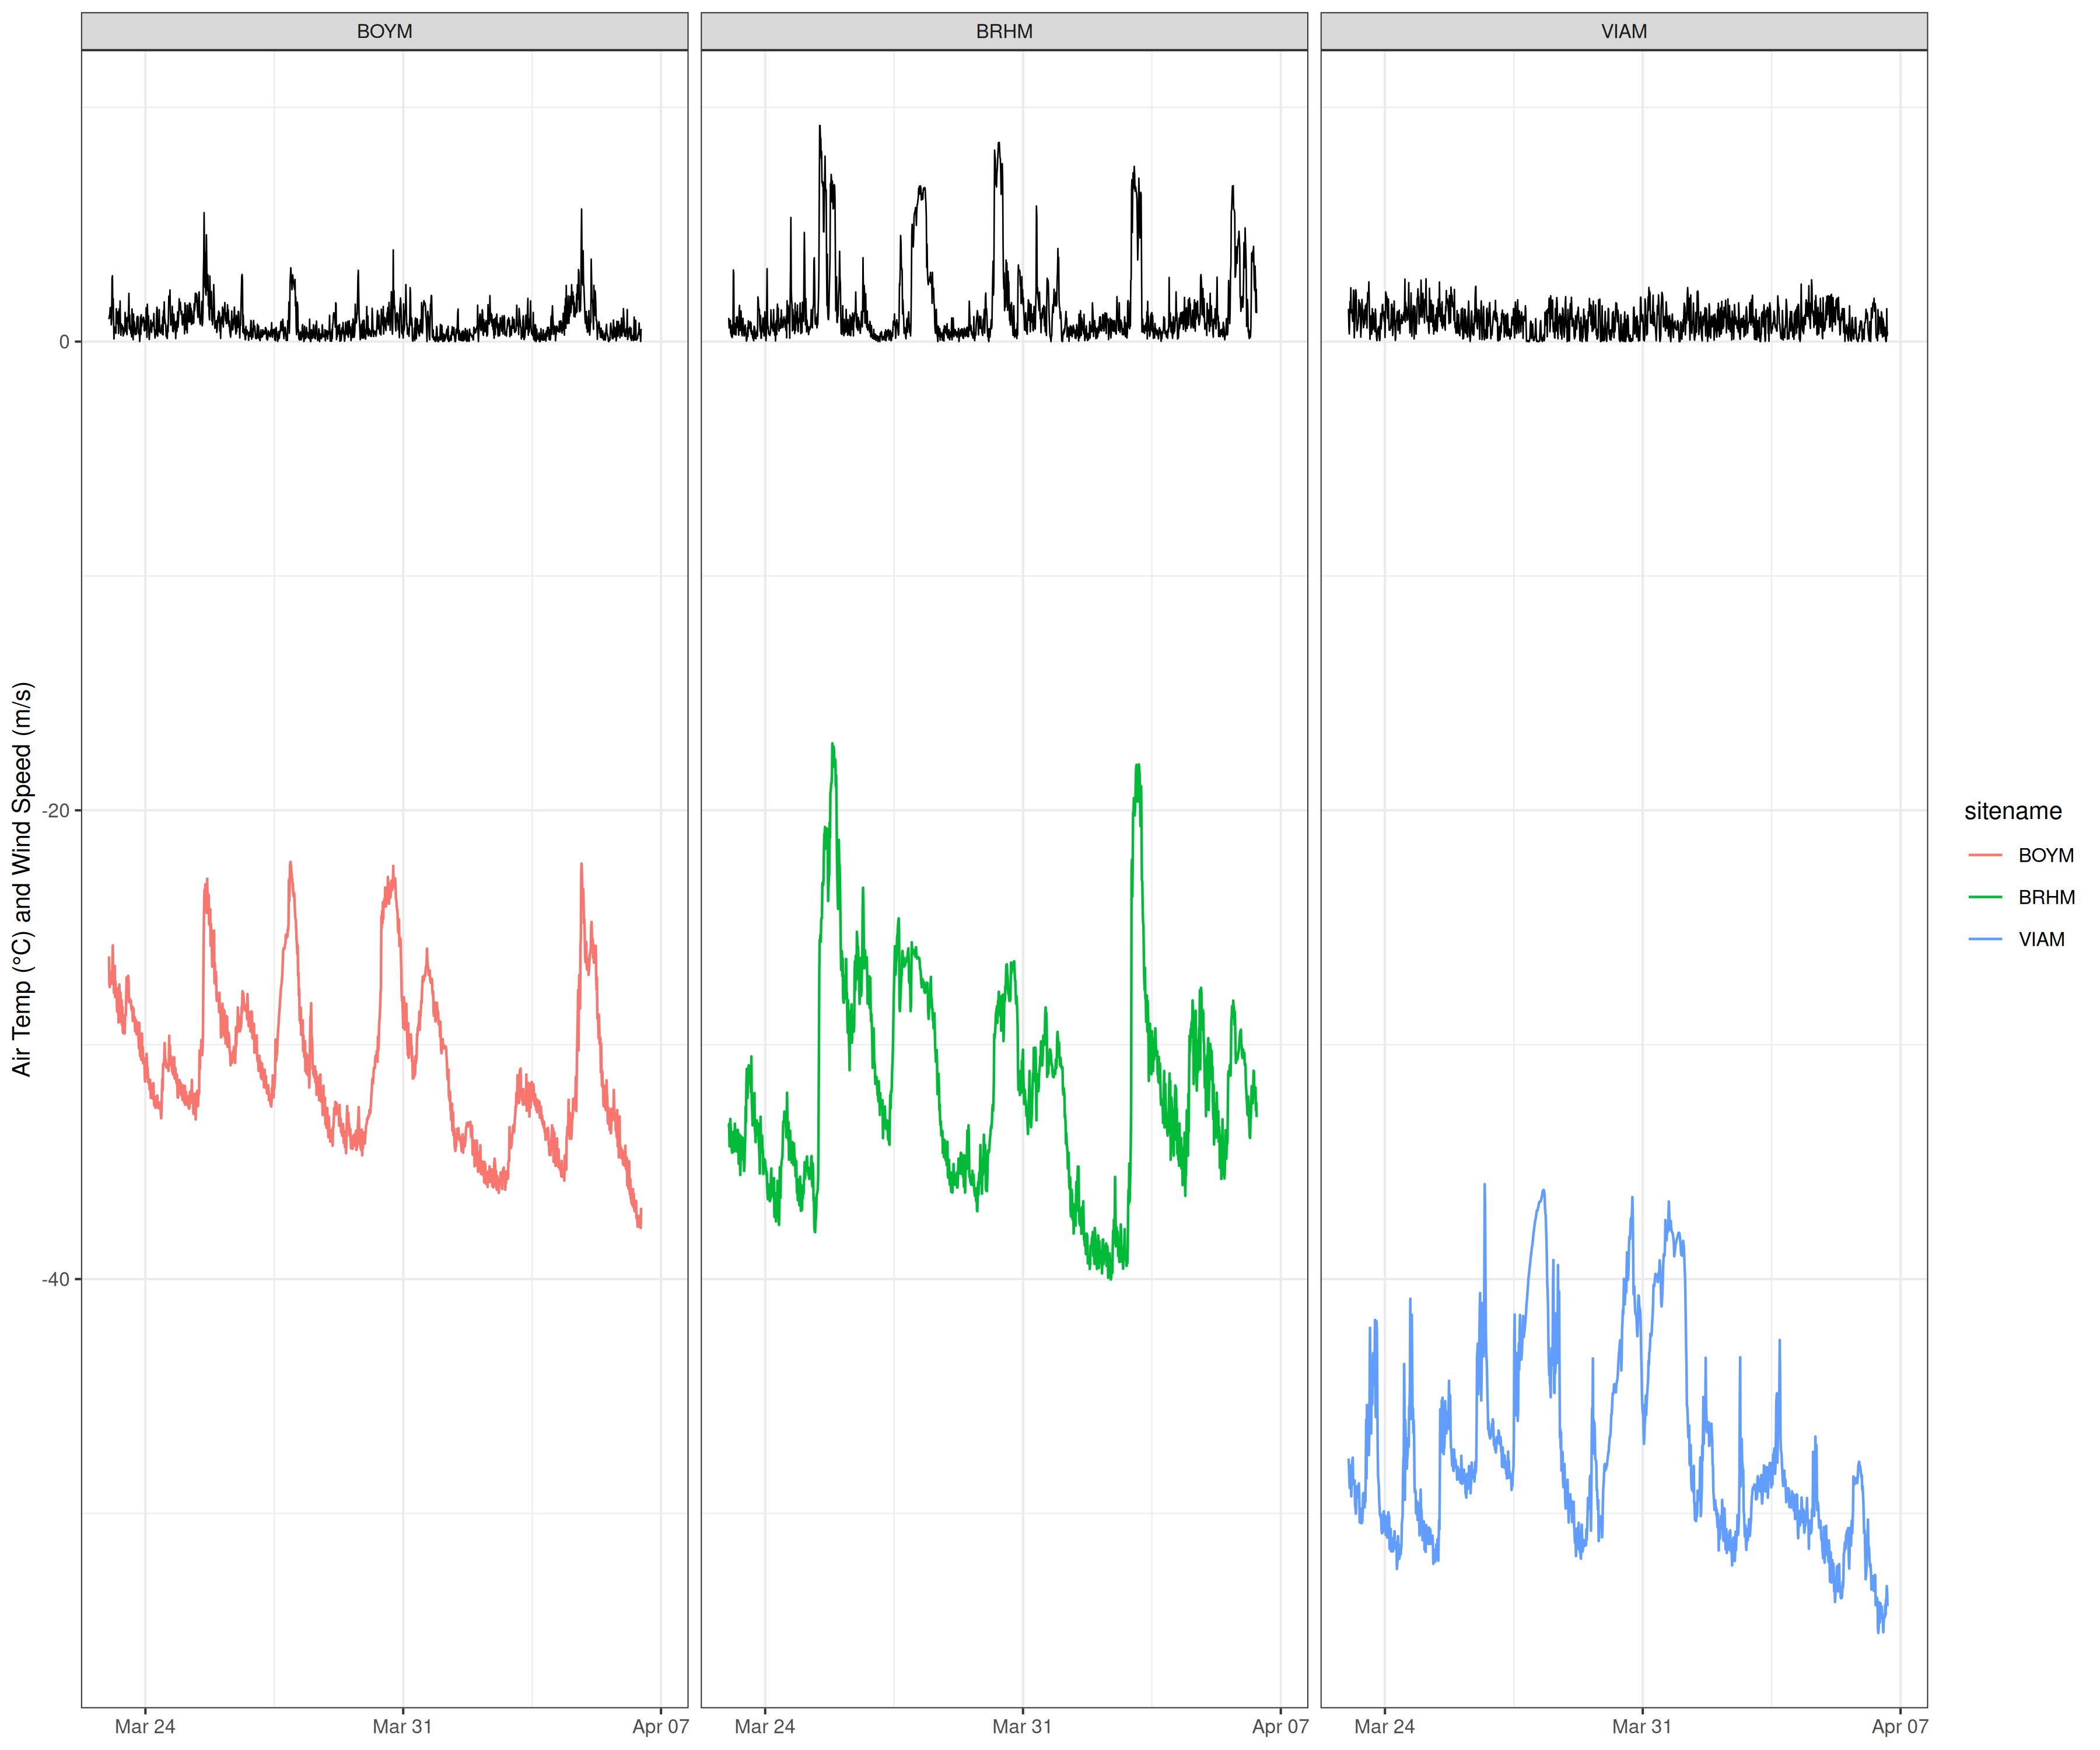 BOYM
BRHM
VIAM
Air Temp (°C) and Wind Speed (m/s)
0
-20
-40
Mar 24
Mar 31
Apr 07
Mar 24
Mar 31
Apr 07
Mar 24
Mar 31
Apr 07
sitename
BOYM
BRHM
VIAM